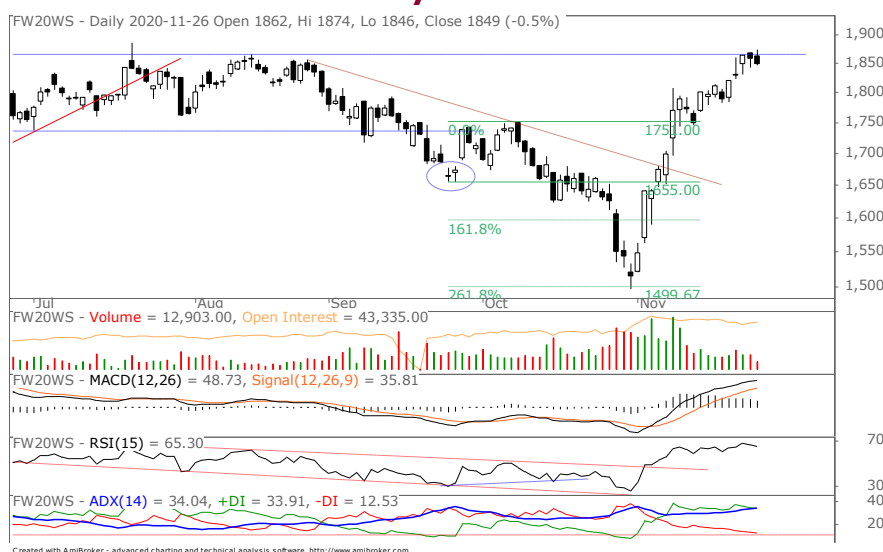 FW20WS - Daily 2020-11-26 Open 1862, Hi 1874, Lo 1846, Close 1849 (-0.5%)
1,900
1,850
1,800
1,750
1,700
1,650
1,600
1,550
1,500
0.0%
1751.00
1655.00
161.8%
261.8%
1499.67
'Jul
'Aug
'Sep
'Oct
'Nov
FW20WS - Volume = 12,903.00, Open Interest = 43,335.00
FW20WS - MACD(12,26) = 48.73, Signal(12,26,9) = 35.81
FW20WS - RSI(15) = 65.30
70
30
FW20WS - ADX(14) = 34.04, +DI = 33.91, -DI = 12.53
40
20
Created with AmiBroker - advanced charting and technical analysis software. http://www.amibroker.com